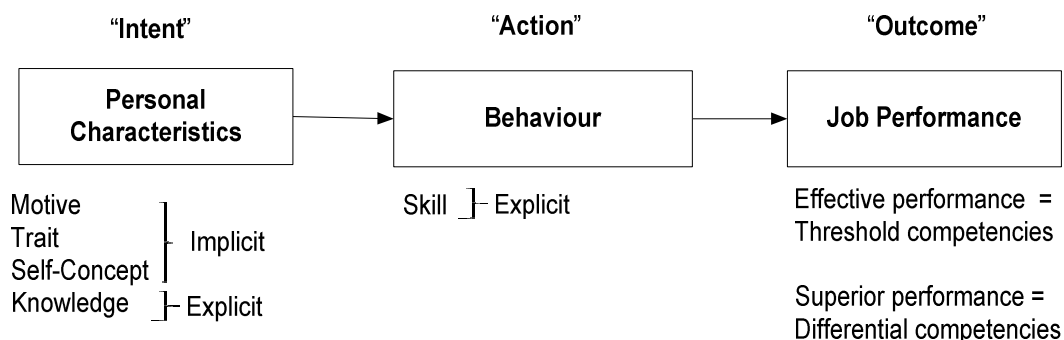 “Intent”
“Action”
“Outcome”
Personal
Characteristics
Behaviour
Job Performance
Motive
Trait
Self-Concept
Implicit
Knowledge
Explicit
Skill
Explicit
Effective performance =
Threshold competencies
Superior performance =
Differential competencies